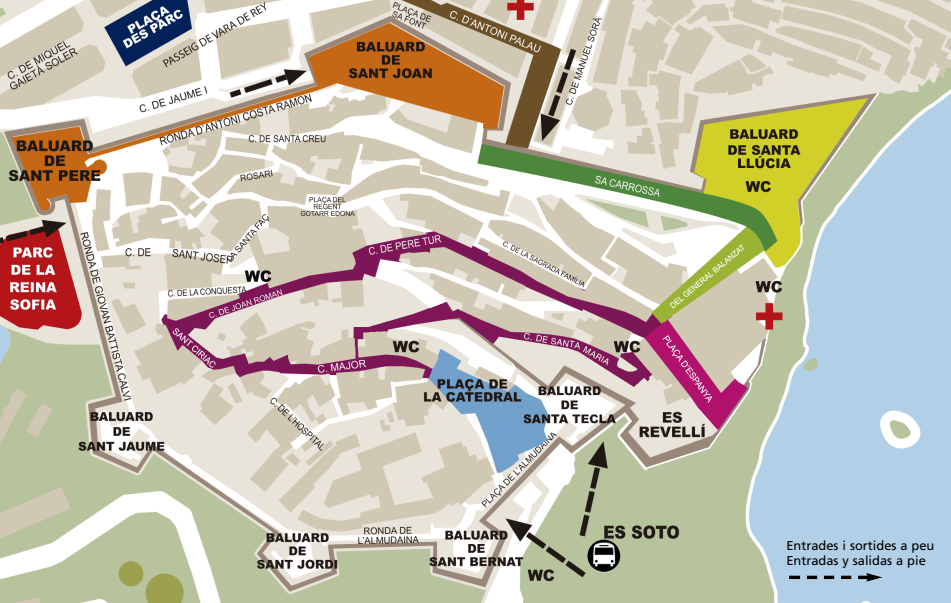 PLAÇA
DES PARC
C. DE MIQUEL
GAIETÀ SOLER
PASSEIG DE VARA DE REY
PLAÇA DE
SA FONT
C. D'ANTONI PALAU
C. DE MANUEL SORÀ
BALUARD
DE
SANT JOAN
C. DE JAUME I
RONDA D'ANTONI COSTA RAMON
BALUARD
DE
SANT PERE
C. DE SANTA CREU
ROSARI
PLAÇA DEL
REGENT
GOTARR EDONA
BALUARD
DE SANTA
LLÚCIA
WC
SA CARROSSA
PARC
DE LA
REINA
SOFIA
RONDA DE GIOVAN BATTISTA CALVI
C. DE SANT JOSEP
SANTA FAÇ
C. DE PERE TUR
C. DE LA SAGRADA FAMÍLIA
DEL GENERAL BALANZAT
WC
C. DE LA CONQUESTA
C. DE JOAN ROMAN
WC
SANT CIRIAC
C. MAJOR
WC
C. DE SANTA MARIA
WC
PLAÇA D'ESPANYA
PLAÇA DE
LA CATEDRAL
BALUARD
DE
SANTA TECLA
ES
REVELLÍ
BALUARD
DE
SANT JAUME
C. DE L'HOSPITAL
PLAÇA DE L'ALMUDAINA
RONDA DE
L'ALMUDAINA
BALUARD
DE
SANT JORDI
BALUARD
DE
SANT BERNAT
ES SOTO
WC
Entrades i sortides a peu
Entradas y salidas a pie